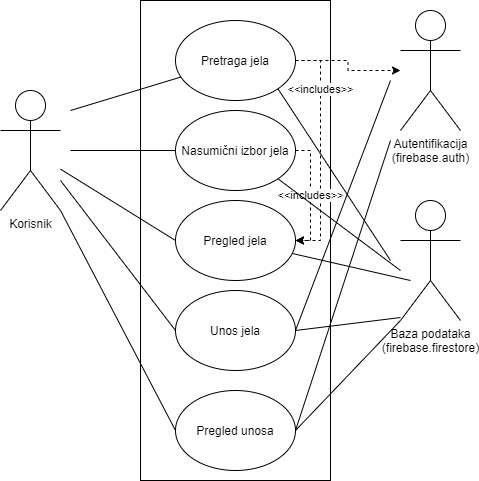 Pretraga jela
<<includes>>
Nasumični izbor jela
Autentifikacija
(firebase.auth)
<<includes>>
Korisnik
Pregled jela
Unos jela
Baza podataka
(firebase.firestore)
Pregled unosa